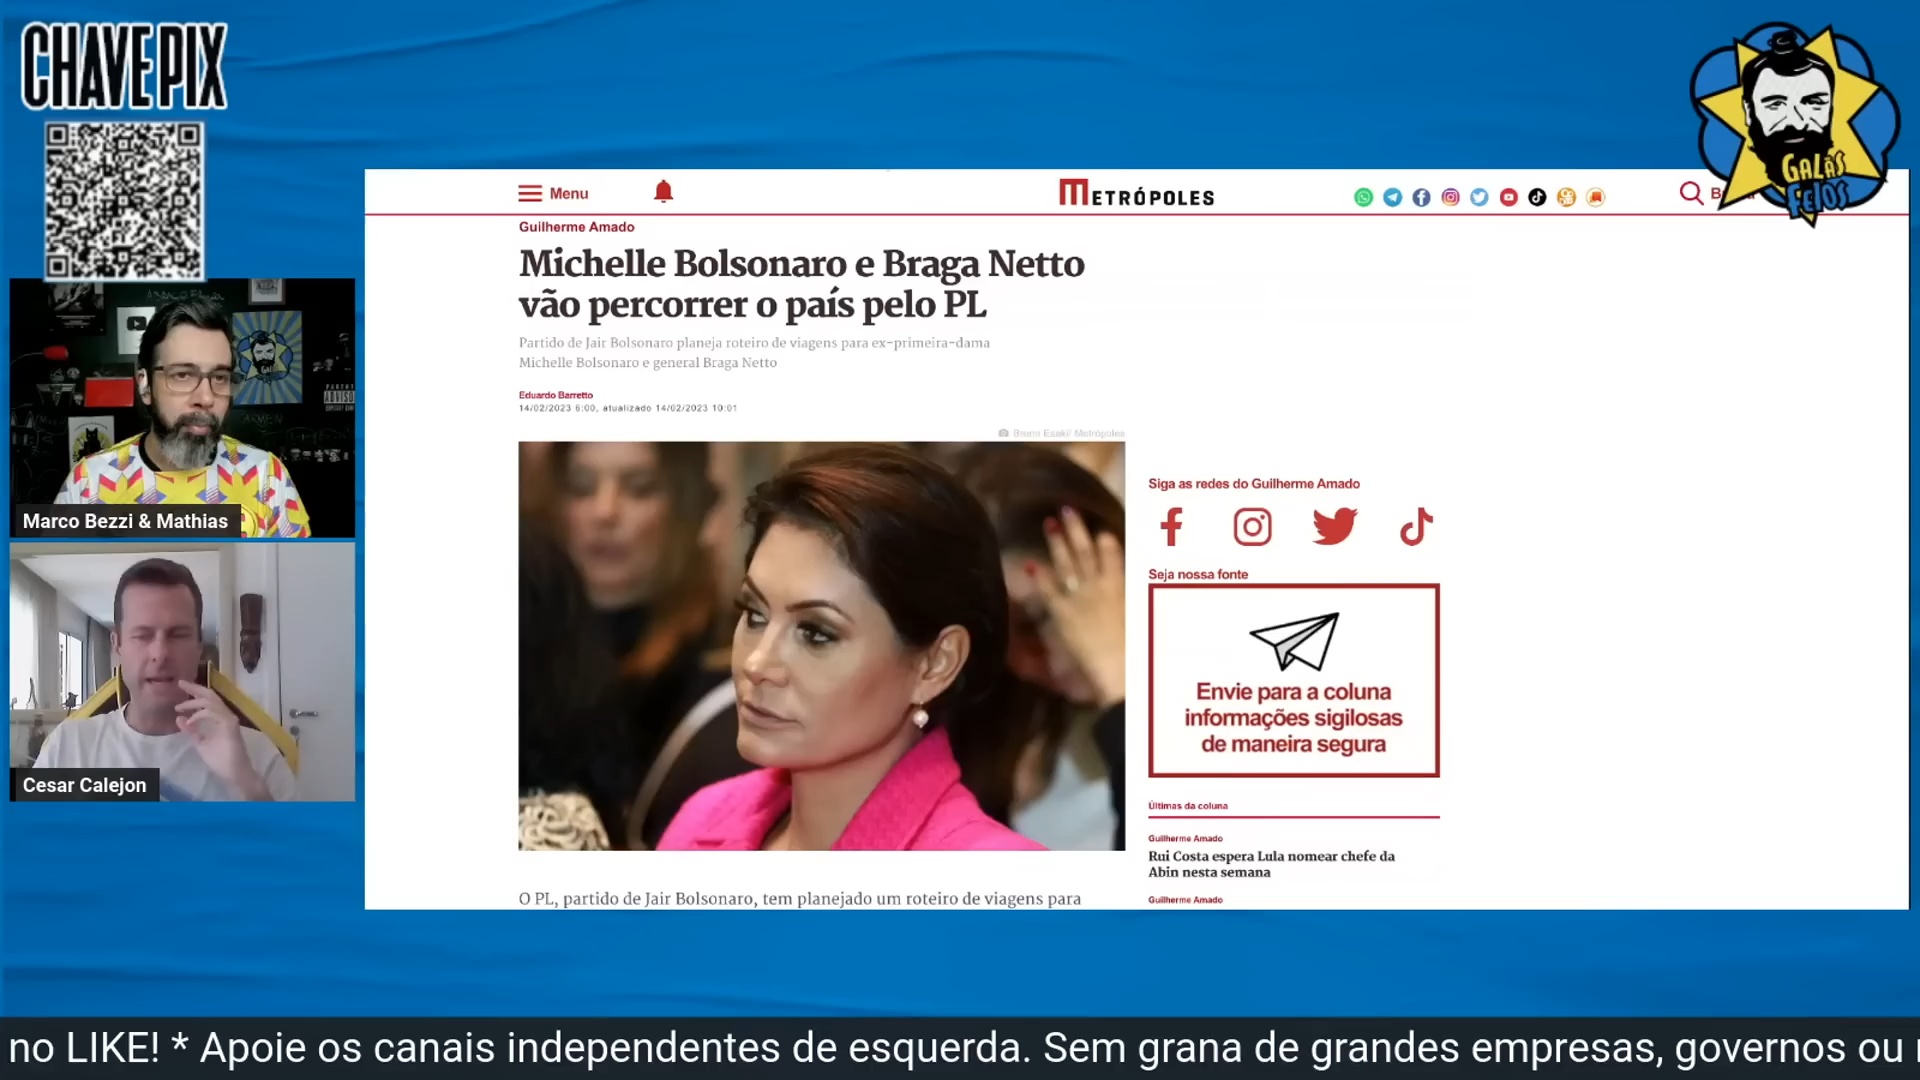 CHAVE PIX
GALÃS
FEIOS
Menu
METRÓPOLES
Guilherme Amado
Michelle Bolsonaro e Braga Netto
vão percorrer o país pelo PL
Partido de Jair Bolsonaro planeja roteiro de viagens para ex-primeira-dama
Michelle Bolsonaro e general Braga Netto
Eduardo Barretto
14/02/2023 6:00, atualizado 14/02/2023 10:01
Breno Esaki/ Metrópoles
Siga as redes do Guilherme Amado
Seja nossa fonte
Envie para a coluna
informações sigilosas
de maneira segura
Últimas da coluna
Guilherme Amado
Rui Costa espera Lula nomear chefe da
Abin nesta semana
Guilherme Amado
O PL, partido de Jair Bolsonaro, tem planejado um roteiro de viagens para
Marco Bezzi & Mathias
Cesar Calejon
no LIKE! * Apoie os canais independentes de esquerda. Sem grana de grandes empresas, governos ou